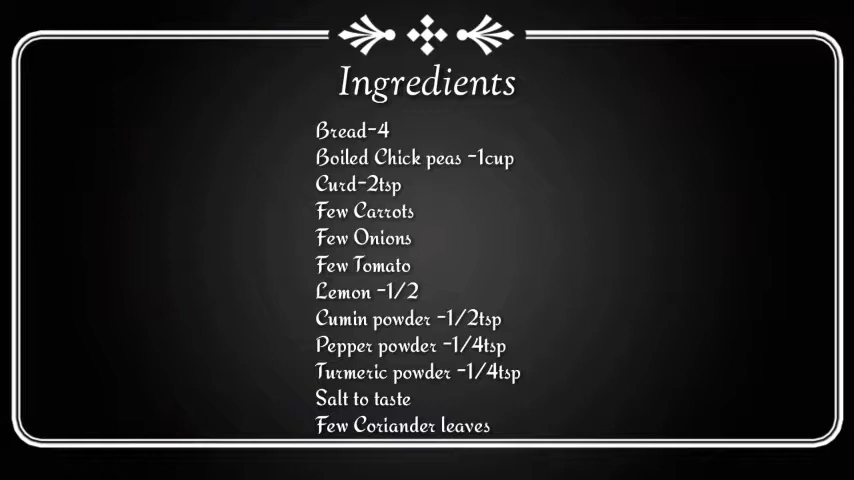 Ingredients
Bread-4
Boiled Chick peas -1cup
Curd-2tsp
Few Carrots
Few Onions
Few Tomato
Lemon -1/2
Cumin powder -1/2tsp
Pepper powder -1/4tsp
Turmeric powder -1/4tsp
Salt to taste
Few Coriander leaves